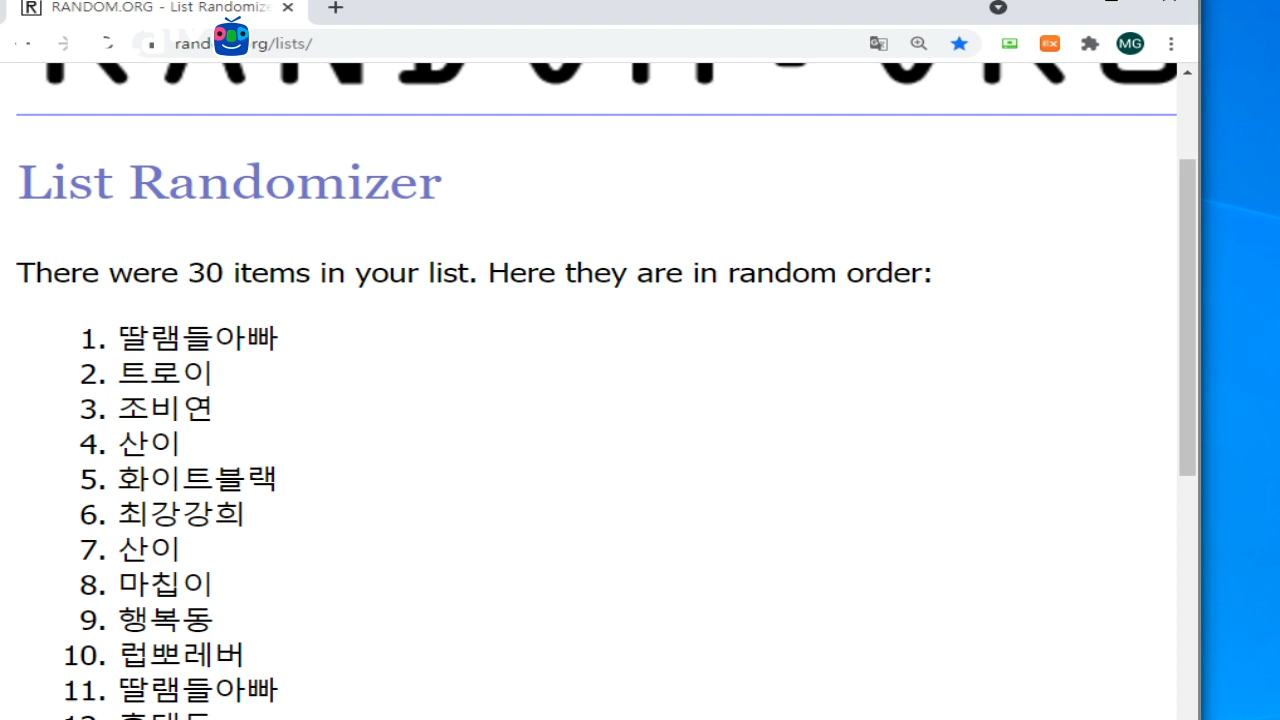 RANDOM.ORG - List Randomize
rand rg/lists/
MG
RANDOM.ORG
List Randomizer
There were 30 items in your list. Here they are in random order:
1. 딸램들아빠
2. 트로이
3. 조비연
4. 산이
5. 화이트블랙
6. 최강강희
7. 산이
8. 마칩이
9. 행복동
10. 럽뽀레버
11. 딸램들아빠